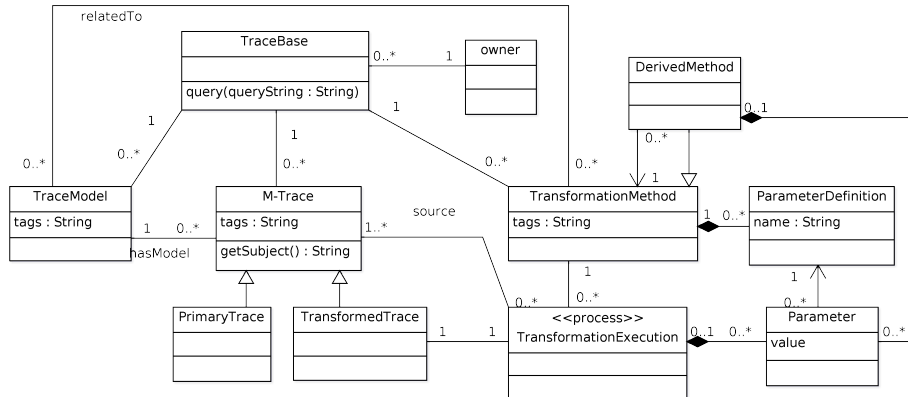 relatedTo
TraceBase
query(queryString : String)
0..*
1
owner
DerivedMethod
0..1
1
1
1
0..*
1
0..*
0..*
0..*
0..*
0..*
TraceModel
tags : String
M-Trace
tags : String
getSubject() : String
1
0..*
hasModel
source
1..*
TransformationMethod
tags : String
1
0..*
ParameterDefinition
name : String
1
0..*
1
0..*
PrimaryTrace
TransformedTrace
1
1
0..*
<<process>>
TransformationExecution
0..1
0..*
Parameter
value
0..*